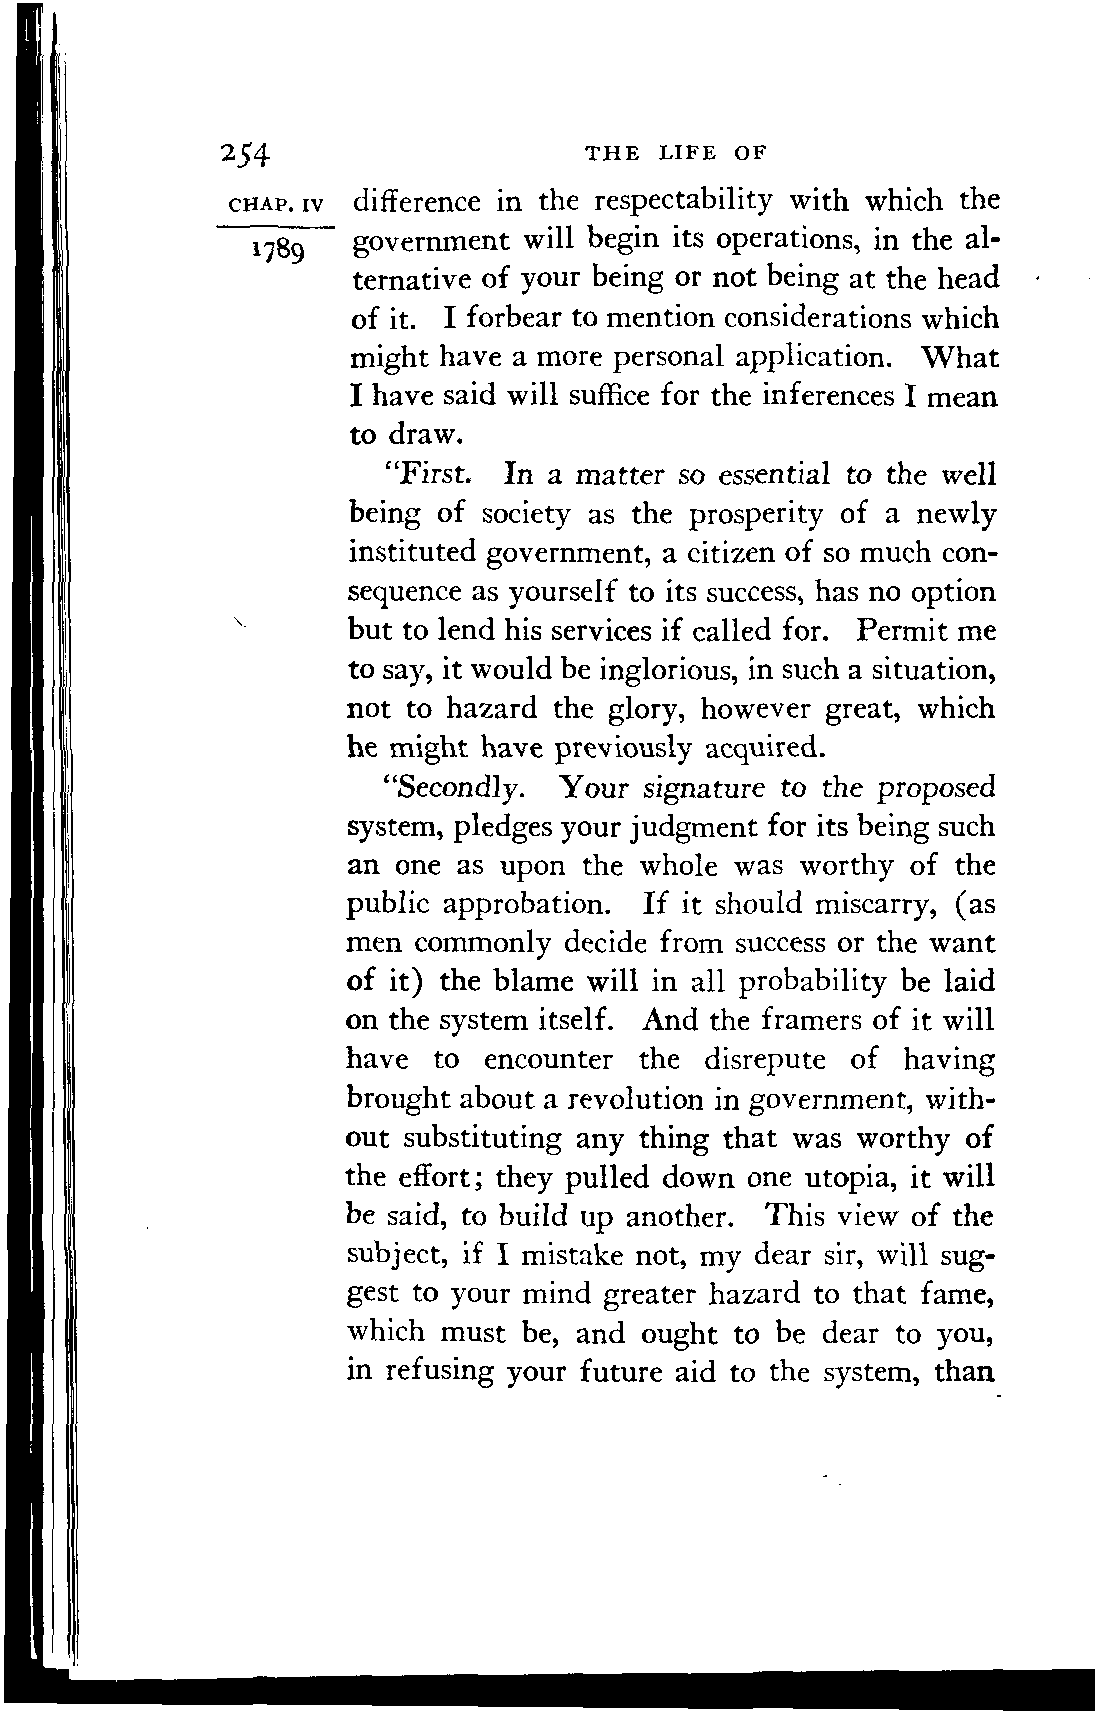 254 THE LIFE OF
CHAP. IV difference in the respectability with which the
1789 government will begin its operations, in the al-
ternative of your being or not being at the head
of it. I forbear to mention considerations which
might have a more personal application. What
I have said will suffice for the inferences I mean
to draw.
"First. In a matter so essential to the well
being of society as the prosperity of a newly
instituted government, a citizen of so much con-
sequence as yourself to its success, has no option
but to lend his services if called for. Permit me
to say, it would be inglorious, in such a situation,
not to hazard the glory, however great, which
he might have previously acquired.
"Secondly. Your signature to the proposed
system, pledges your judgment for its being such
an one as upon the whole was worthy of the
public approbation. If it should miscarry, (as
men commonly decide from success or the want
of it) the blame will in all probability be laid
on the system itself. And the framers of it will
have to encounter the disrepute of having
brought about a revolution in government, with-
out substituting any thing that was worthy of
the effort; they pulled down one utopia, it will
be said, to build up another. This view of the
subject, if I mistake not, my dear sir, will sug-
gest to your mind greater hazard to that fame,
which must be, and ought to be dear to you,
in refusing your future aid to the system, than